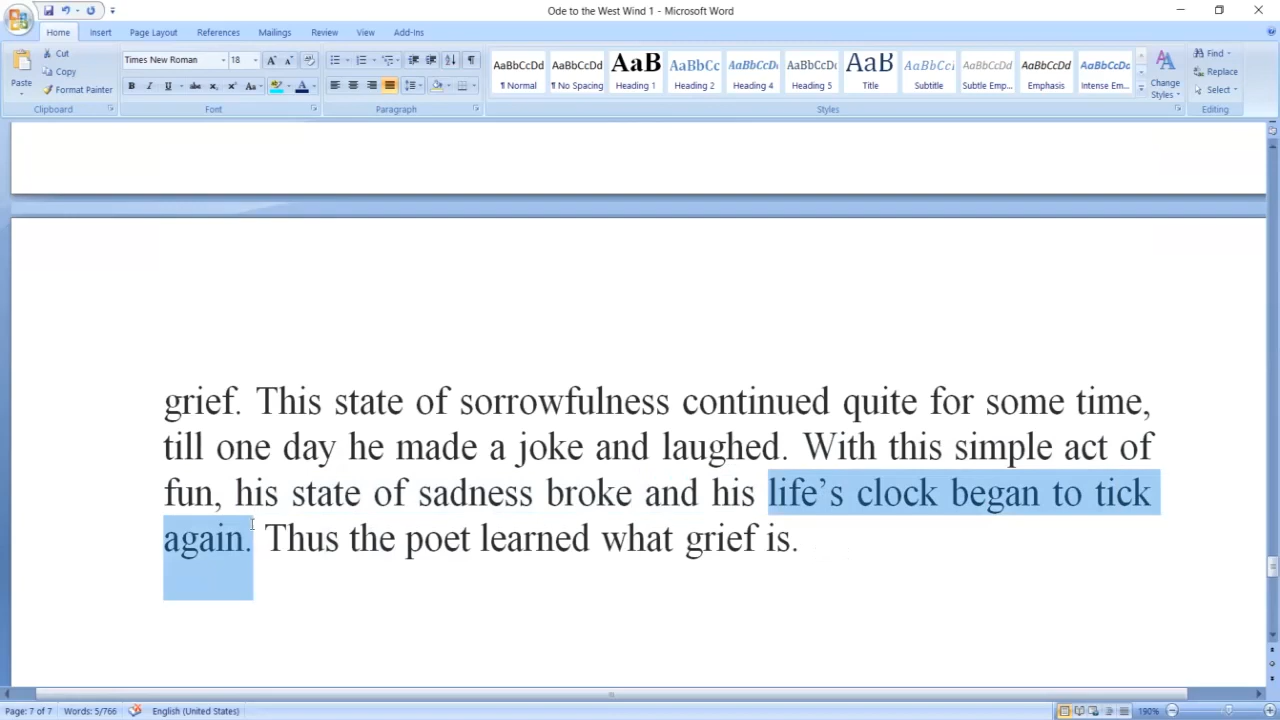 Ode to the West Wind 1 - Microsoft Word
Home Insert Page Layout References Mailings Review View Add-Ins
Paste
Cut
Copy
Format Painter
Clipboard
Times New Roman 18
Font
Paragraph
AaBbCcDd AaBbCcDd AaB AaBbCc AaBbCcDd AaBbCcDd AaBl AaBbCcI AaBbCcDd AaBbCcDd AaBbCcDd
¶ Normal ¶ No Spacing Heading 1 Heading 2 Heading 4 Heading 5 Title Subtitle Subtle Emp... Emphasis Intense Em...
Styles
Change Styles
Find
Replace
Select
Editing
grief. This state of sorrowfulness continued quite for some time,
till one day he made a joke and laughed. With this simple act of
fun, his state of sadness broke and his life’s clock began to tick
again. Thus the poet learned what grief is.
Page: 7 of 7 Words: 5/766 English (United States) 190%